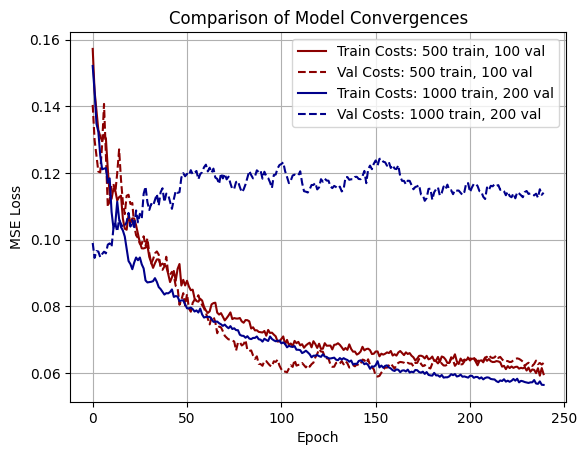 Comparison of Model Convergences
0.16
0.14
0.12
0.10
0.08
0.06
MSE Loss
Train Costs: 500 train, 100 val
Val Costs: 500 train, 100 val
Train Costs: 1000 train, 200 val
Val Costs: 1000 train, 200 val
0 50 100 150 200 250
Epoch